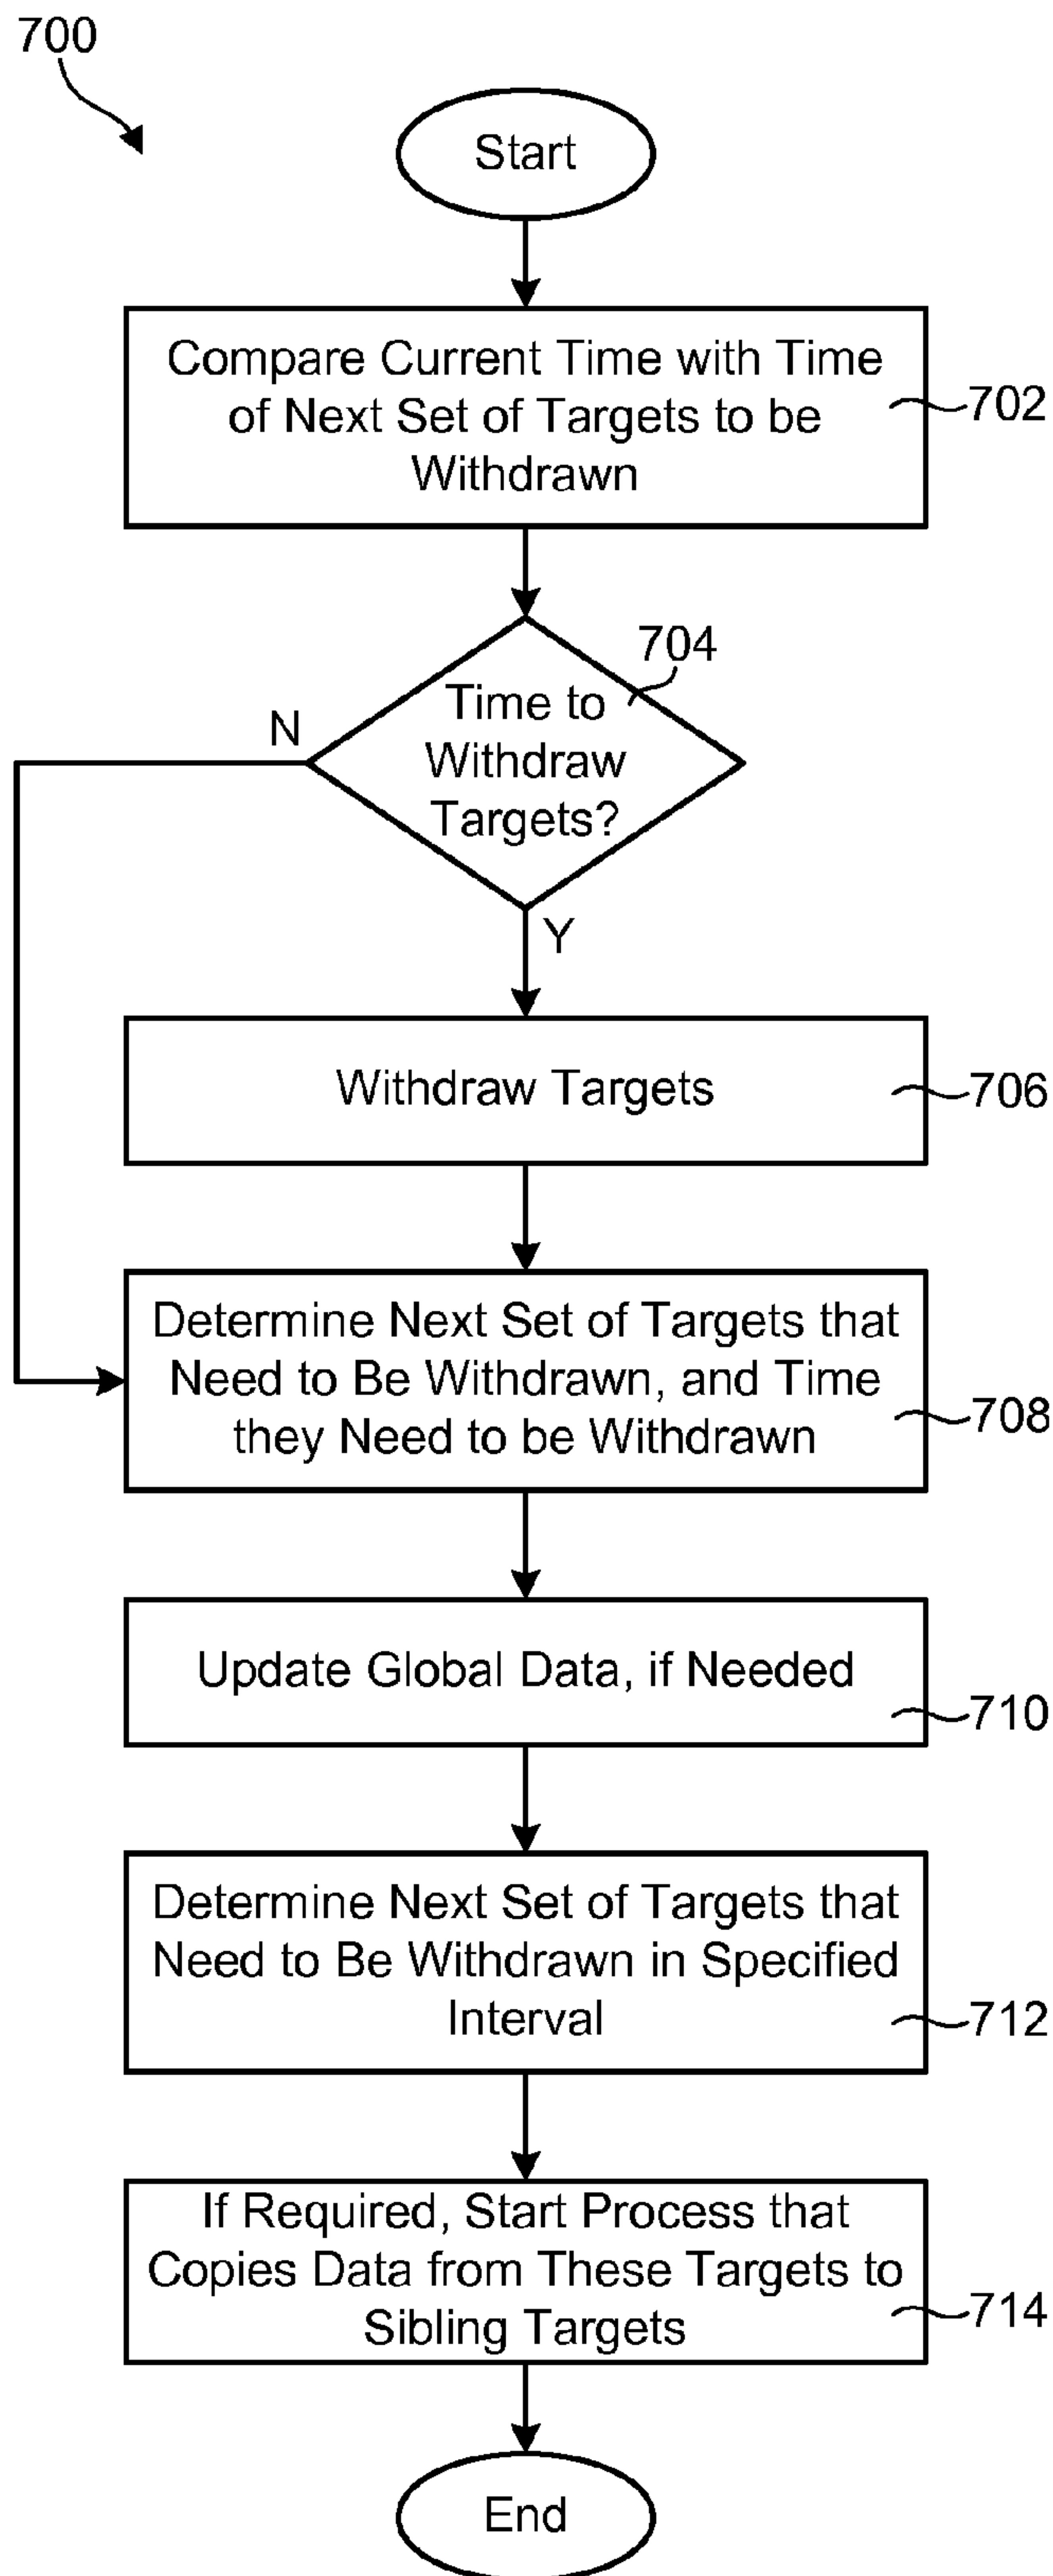 700
Start
Compare Current Time with Time
of Next Set of Targets to be
Withdrawn
702
704
Time to
Withdraw
Targets?
N
Y
Withdraw Targets
706
Determine Next Set of Targets that
Need to Be Withdrawn, and Time
they Need to be Withdrawn
708
Update Global Data, if Needed
710
Determine Next Set of Targets that
Need to Be Withdrawn in Specified
Interval
712
If Required, Start Process that
Copies Data from These Targets to
Sibling Targets
714
End